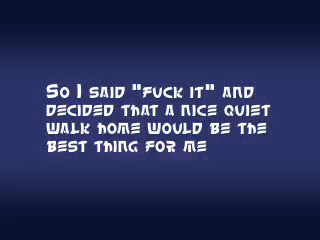 So I said "fuck it" and
decided that a nice quiet
walk home would be the
best thing for me